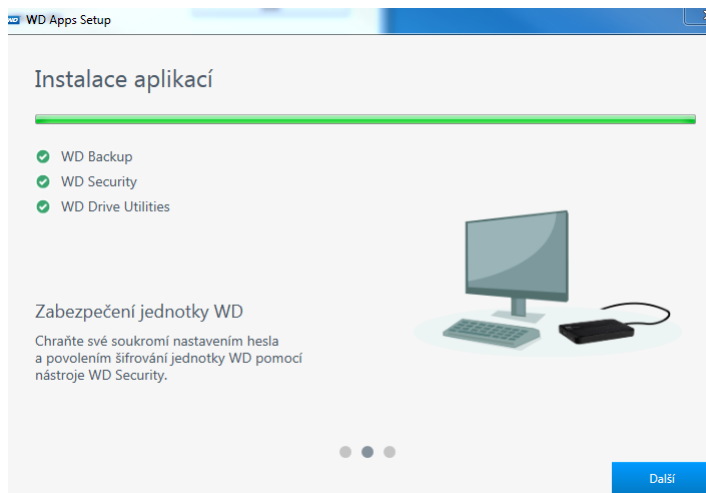 WD WD Apps Setup
Instalace aplikací
WD Backup
WD Security
WD Drive Utilities
Zabezpečení jednotky WD
Chraňte své soukromí nastavením hesla
a povolením šifrování jednotky WD pomocí
nástroje WD Security.
Další